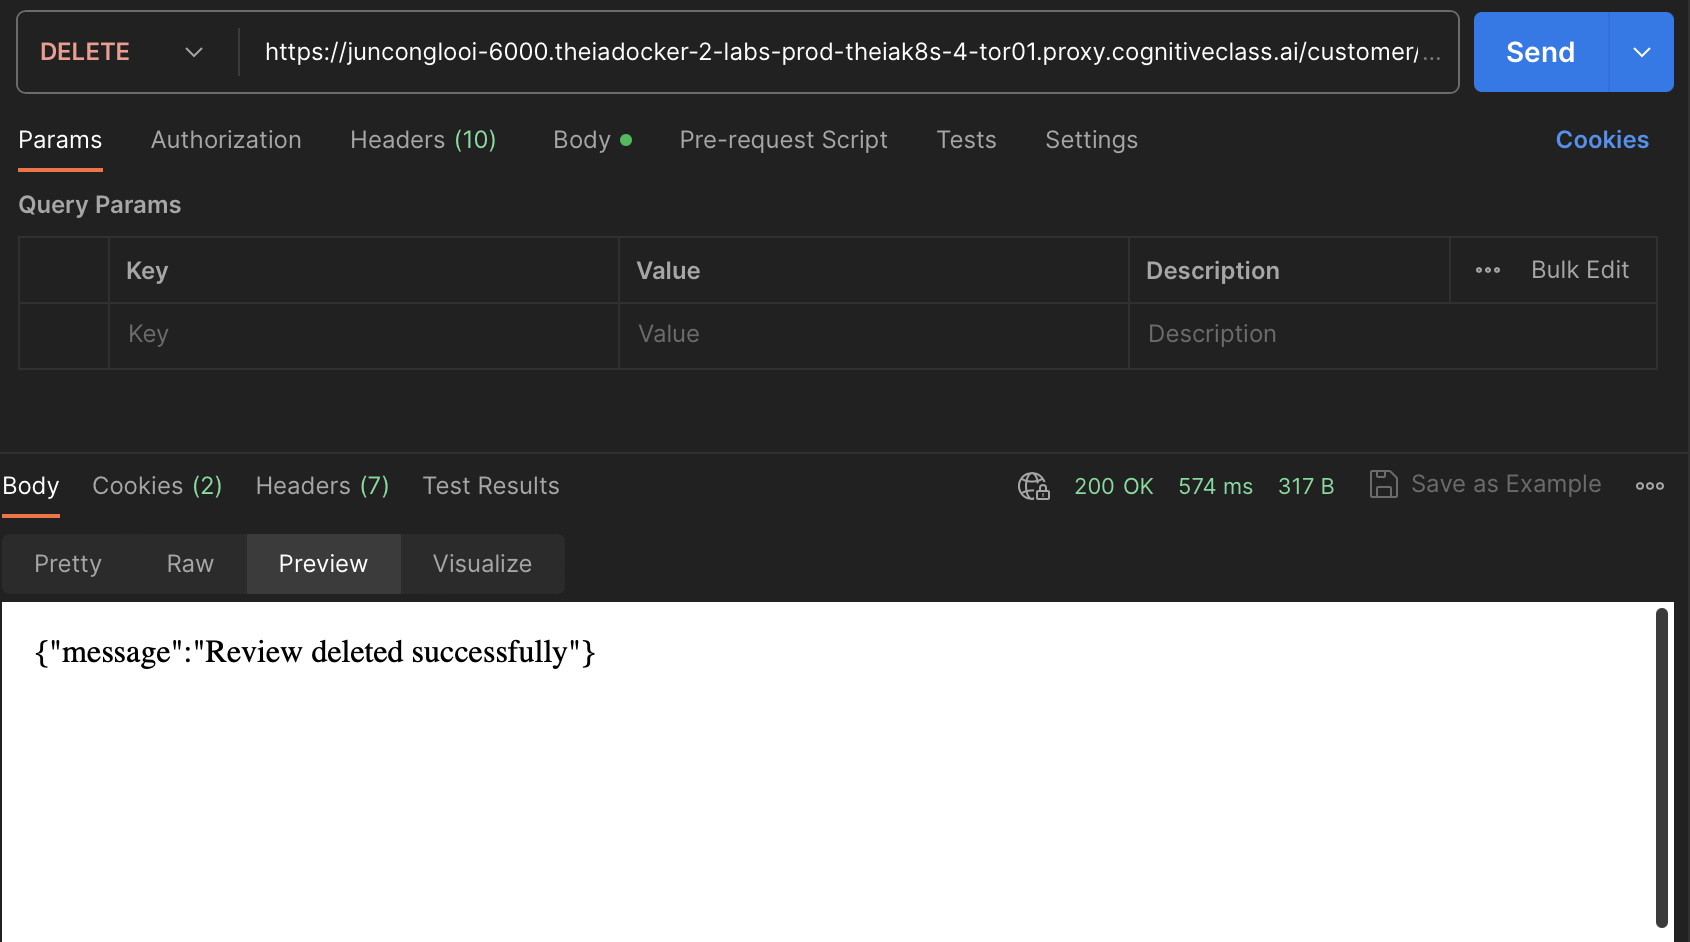 DELETE https://junconglooi-6000.theiadocker-2-labs-prod-theiak8s-4-tor01.proxy.cognitiveclass.ai/customer/... Send
Params Authorization Headers (10) Body Pre-request Script Tests Settings Cookies
Query Params
Key Value Description Bulk Edit
Key Value Description
Body Cookies (2) Headers (7) Test Results 200 OK 574 ms 317 B Save as Example
Pretty Raw Preview Visualize
{"message":"Review deleted successfully"}